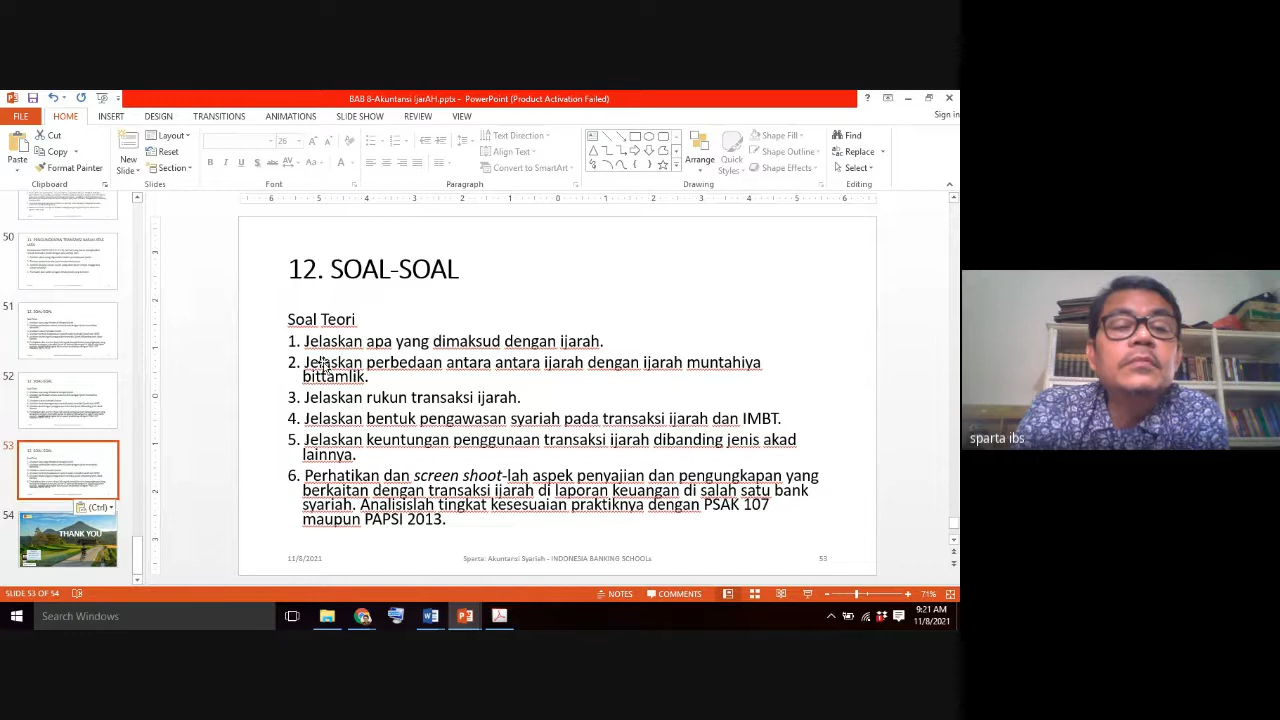 BAB 8-Akuntansi IjarAH.pptx - PowerPoint (Product Activation Failed)
FILE HOME INSERT DESIGN TRANSITIONS ANIMATIONS SLIDE SHOW REVIEW VIEW Sign in
Paste Cut Copy Format Painter Clipboard
New Slide Layout Reset Section Slides
26 Font
Text Direction Align Text Convert to SmartArt Paragraph
Arrange Quick Styles Shape Fill Shape Outline Shape Effects Drawing
Find Replace Select Editing
50
51
52
53
(Ctrl)
54
THANK YOU
12. SOAL-SOAL
Soal Teori
1. Jelaskan apa yang dimaksud dengan ijarah.
2. Jelaskan perbedaan antara antara ijarah dengan ijarah muntahiya
bittamlik.
3. Jelaskan rukun transaksi ijarah.
4. Jelaslan bentuk pengawasan syariah pada transaksi ijarah dan IMBT.
5. Jelaskan keuntungan penggunaan transaksi ijarah dibanding jenis akad
lainnya.
6. Perhatikan dan screen shoot-lah aspek penyajian dan pengungkapan yang
berkaitan dengan transaksi ijarah di laporan keuangan di salah satu bank
syariah. Analisislah tingkat kesesuaian praktiknya dengan PSAK 107
maupun PAPSI 2013.
11/8/2021 Sparta: Akuntansi Syariah - INDONESIA BANKING SCHOOLs 53
sparta ibs
SLIDE 53 OF 54 NOTES COMMENTS 71%
Search Windows
9:21 AM
11/8/2021